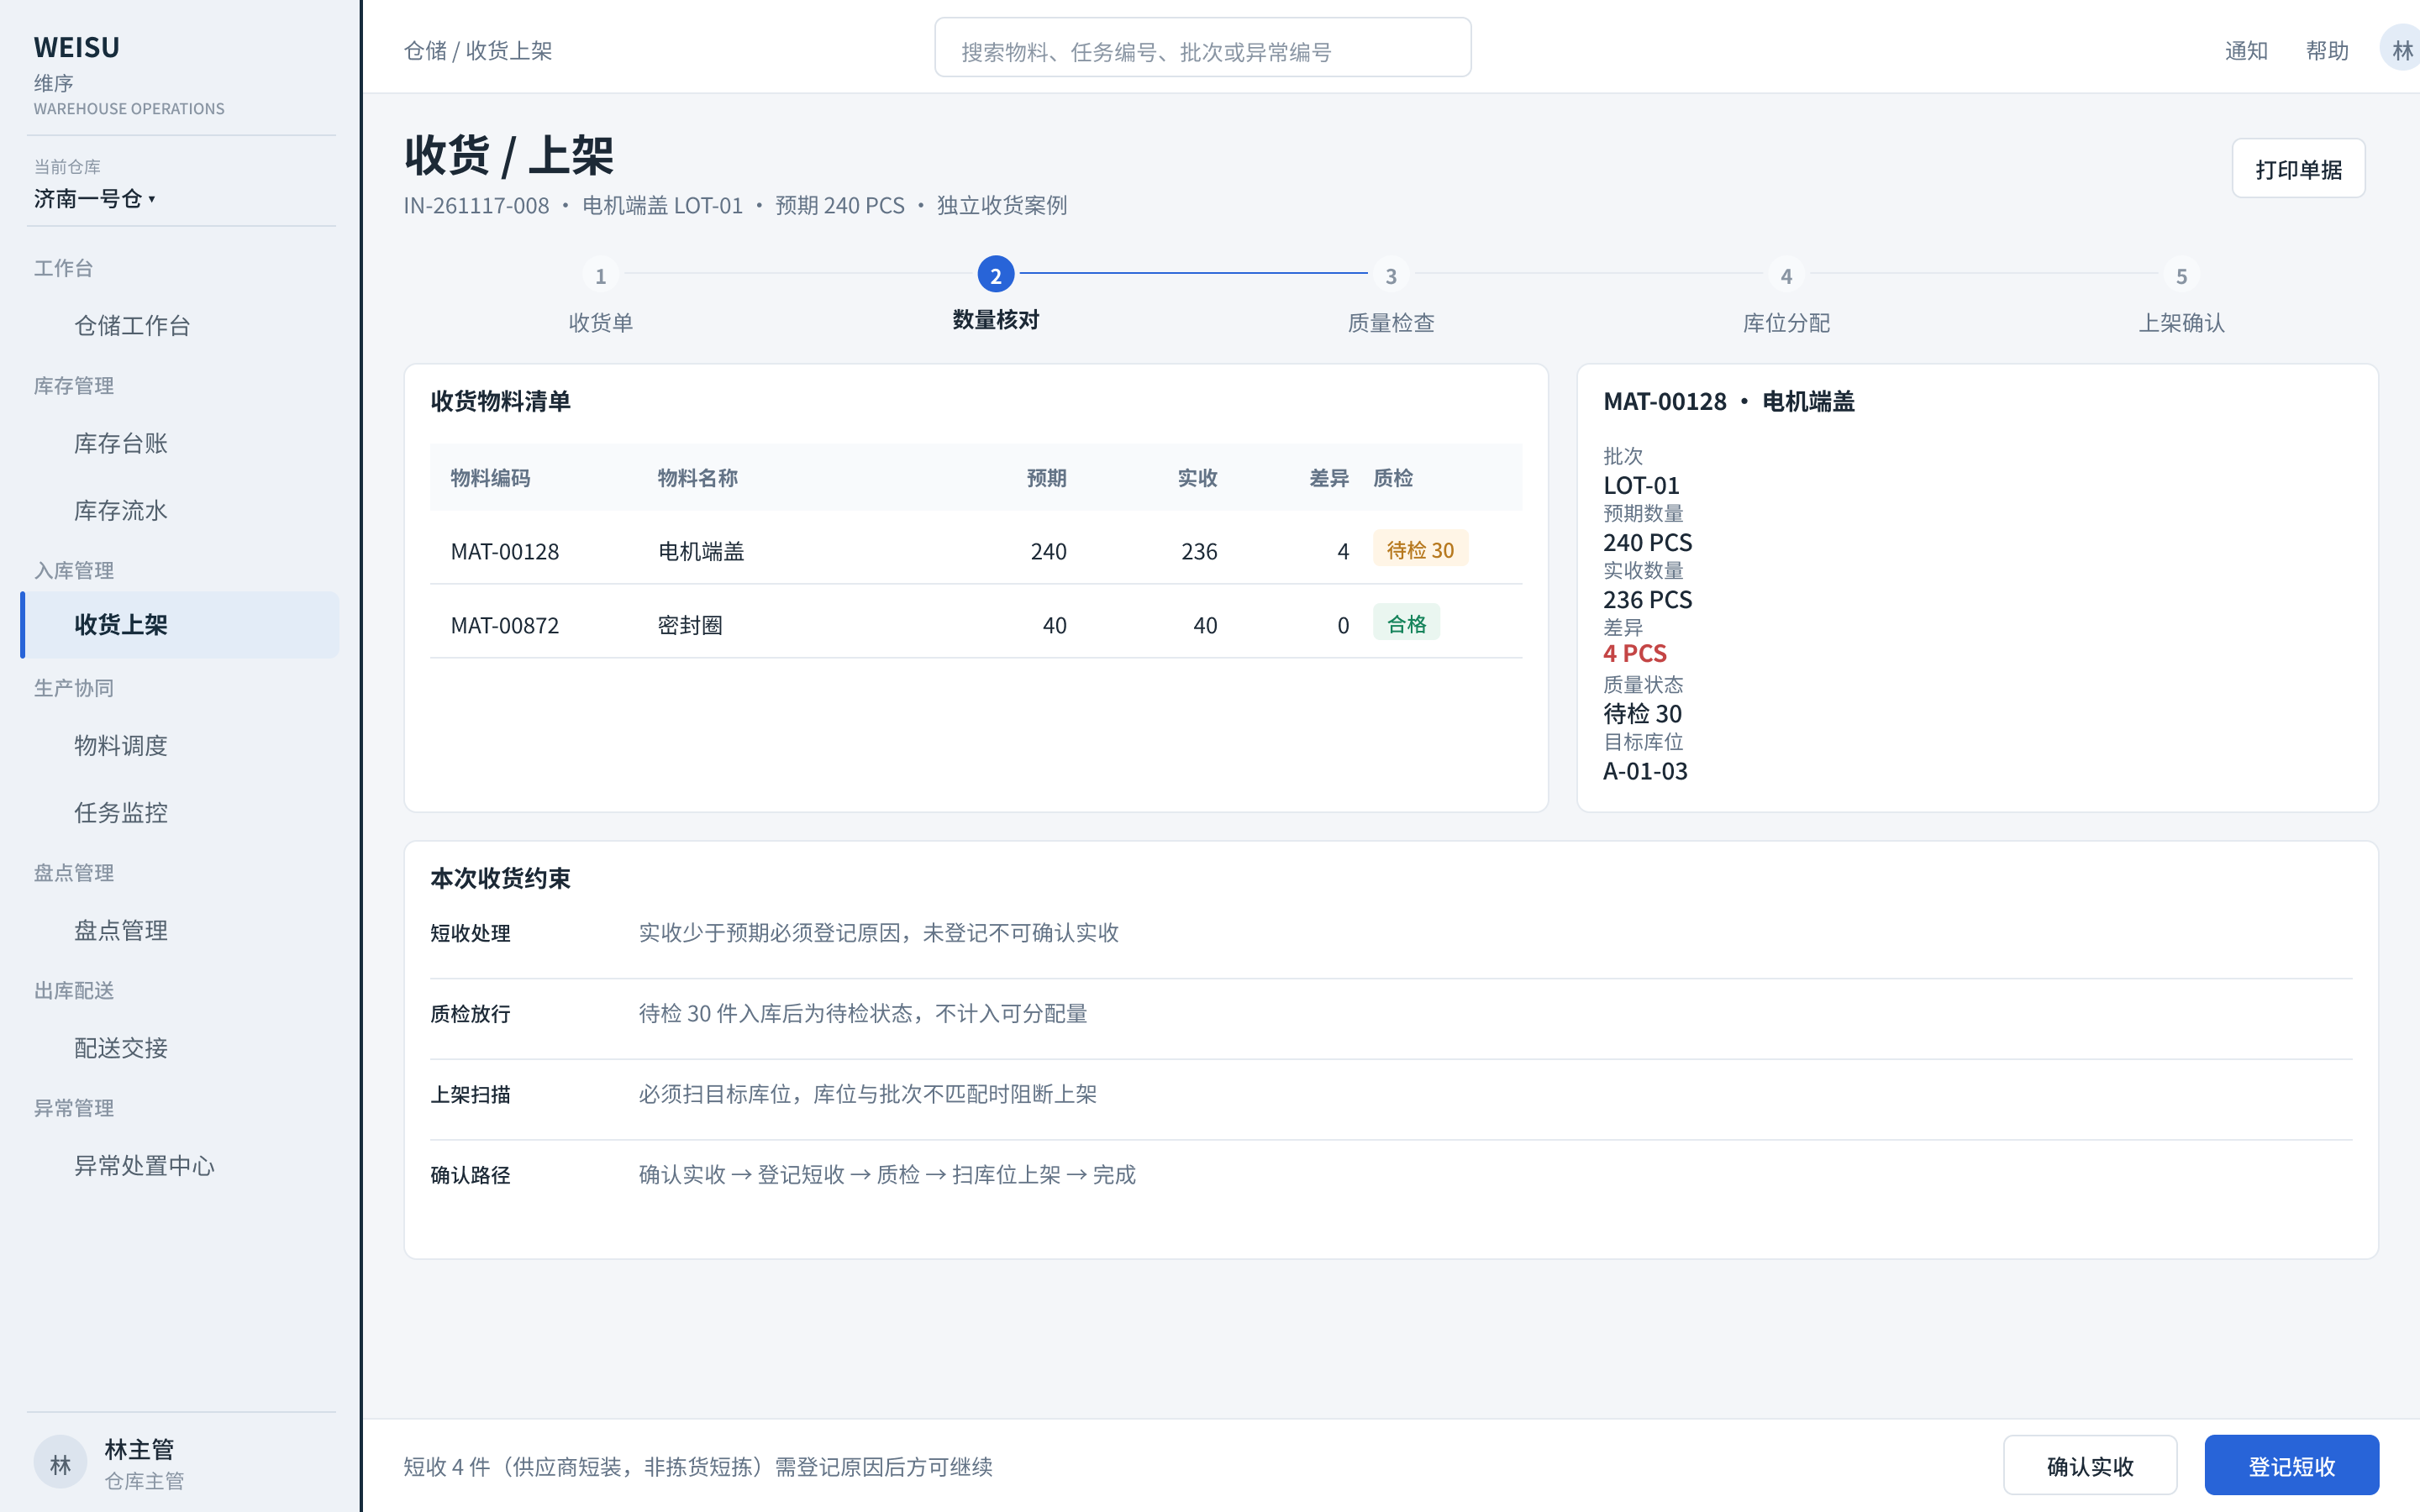 WEISU
维序
WAREHOUSE OPERATIONS
当前仓库
济南一号仓 ▾
工作台
仓储工作台
库存管理
库存台账
库存流水
入库管理
收货上架
生产协同
物料调度
任务监控
盘点管理
盘点管理
出库配送
配送交接
异常管理
异常处置中心
林
林主管
仓库主管
仓储 / 收货上架
搜索物料、任务编号、批次或异常编号
通知 帮助 林
收货 / 上架
IN-261117-008 · 电机端盖 LOT-01 · 预期 240 PCS · 独立收货案例
打印单据
1 2 3 4 5
收货单 数量核对 质量检查 库位分配 上架确认
收货物料清单
物料编码 物料名称 预期 实收 差异 质检
MAT-00128 电机端盖 240 236 4 待检 30
MAT-00872 密封圈 40 40 0 合格
MAT-00128 · 电机端盖
批次
LOT-01
预期数量
240 PCS
实收数量
236 PCS
差异
4 PCS
质量状态
待检 30
目标库位
A-01-03
本次收货约束
短收处理 实收少于预期必须登记原因，未登记不可确认实收
质检放行 待检 30 件入库后为待检状态，不计入可分配量
上架扫描 必须扫目标库位，库位与批次不匹配时阻断上架
确认路径 确认实收 → 登记短收 → 质检 → 扫库位上架 → 完成
短收 4 件（供应商短装，非拣货短拣）需登记原因后方可继续
确认实收 登记短收